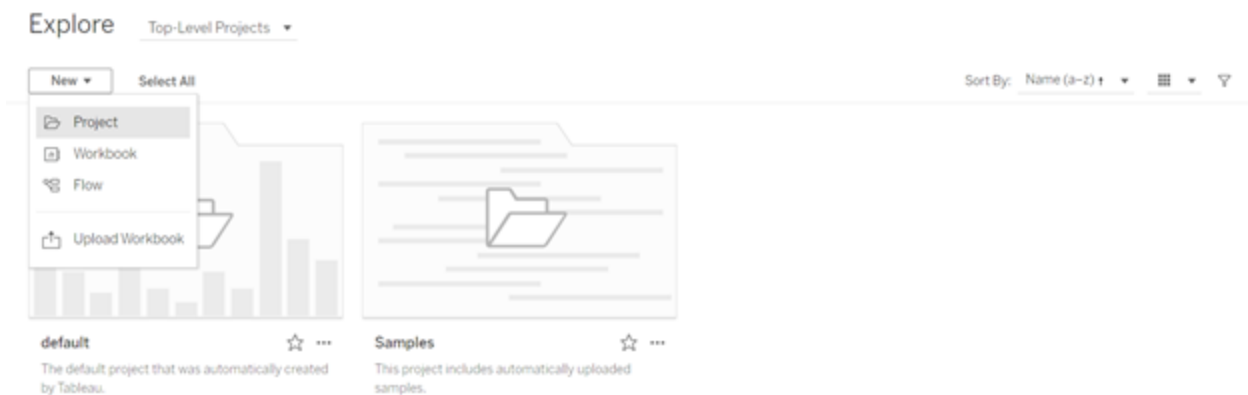 Explore Top-Level Projects
New Select All Sort By: Name (a–z) ↑
Project
Workbook
Flow
Upload Workbook
default
The default project that was automatically created
by Tableau.
Samples
This project includes automatically uploaded
samples.